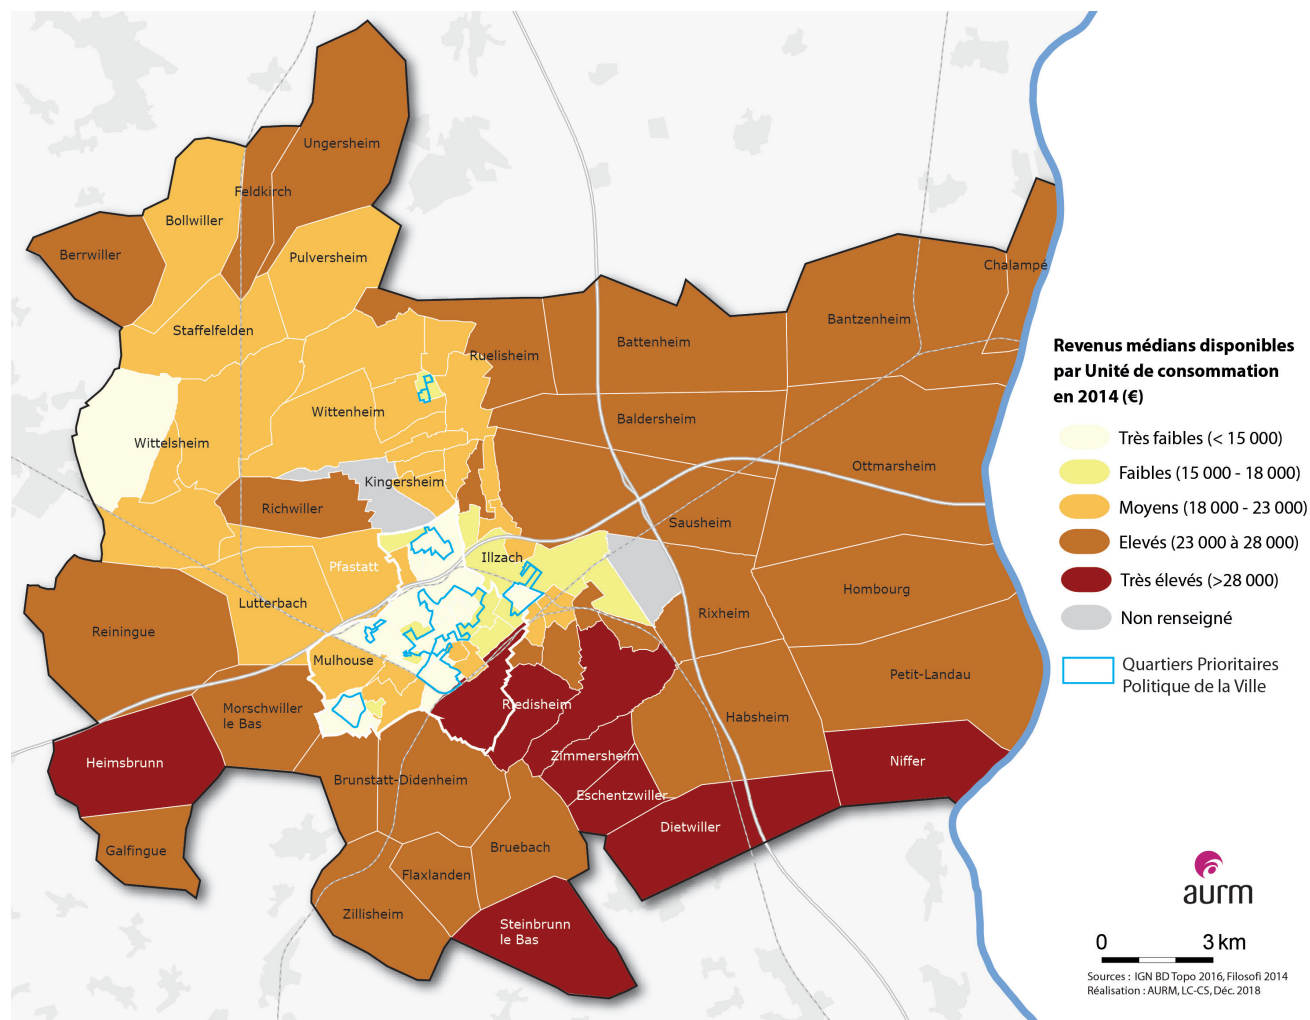 Ungersheim
Feldkirch
Bollwiller
Berrwiller
Pulversheim
Chalampé
Staffelfelden
Bantzenheim
Ruelisheim
Battenheim
Wittenheim
Baldersheim
Wittelsheim
Ottmarsheim
Kingersheim
Richwiller
Sausheim
Illzach
Pfastatt
Hombourg
Lutterbach
Rixheim
Reiningue
Mulhouse
Petit-Landau
Riedisheim
Morschwiller
le Bas
Habsheim
Zimmersheim
Heimsbrunn
Niffer
Brunstatt-Didenheim
Eschentzwiller
Dietwiller
Galfingue
Bruebach
Flaxlanden
Zillisheim
Steinbrunn
le Bas
Revenus médians disponibles
par Unité de consommation
en 2014 (€)
Très faibles (< 15 000)
Faibles (15 000 - 18 000)
Moyens (18 000 - 23 000)
Elevés (23 000 à 28 000)
Très élevés (>28 000)
Non renseigné
Quartiers Prioritaires
Politique de la Ville
aurm
0 3 km
Sources : IGN BD Topo 2016, Filosofi 2014
Réalisation : AURM, LC-CS, Déc. 2018